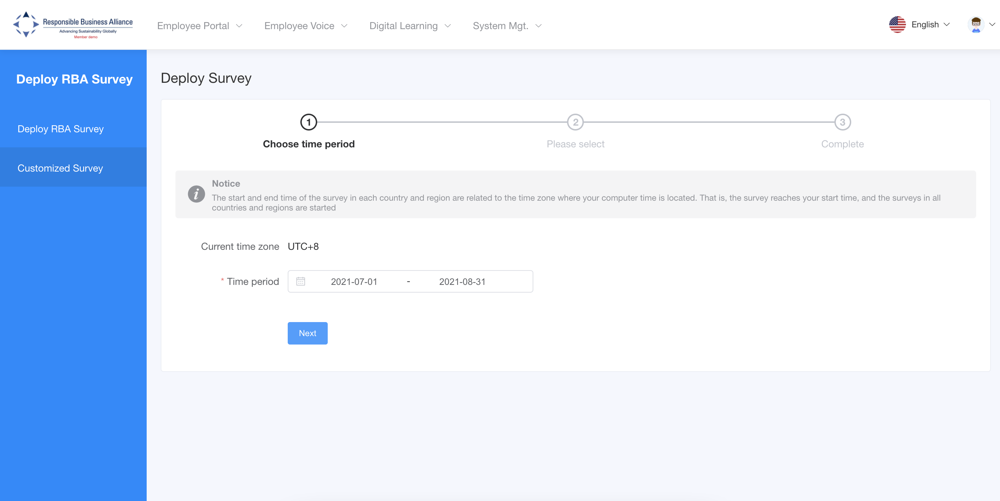 Responsible Business Alliance
Advancing Sustainability Globally
Member demo
Employee Portal
Employee Voice
Digital Learning
System Mgt.
English
Deploy RBA Survey
Deploy RBA Survey
Customized Survey
Deploy Survey
1
2
3
Choose time period
Please select
Complete
i
Notice
The start and end time of the survey in each country and region are related to the time zone where your computer time is located. That is, the survey reaches your start time, and the surveys in all
countries and regions are started
Current time zone UTC+8
* Time period 2021-07-01 - 2021-08-31
Next